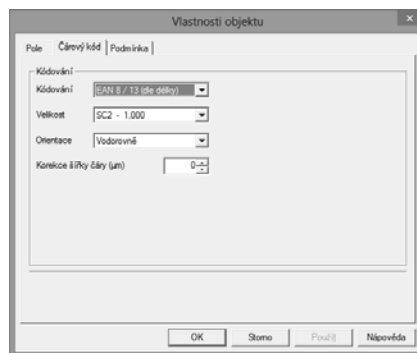 Vlastnosti objektu x
Pole Čárový kód Podmínka
Kódování
Kódování EAN 8 / 13 (dle délky)
Velikost SC2 - 1,000
Orientace Vodorovně
Korekce šířky čáry (µm) 0
OK Storno Použít Nápověda